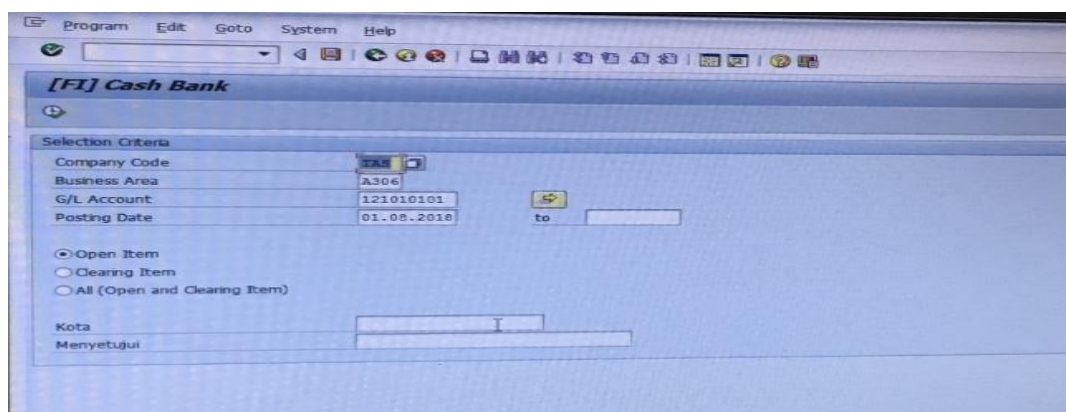 Program Edit Goto System Help
[FI] Cash Bank
Selection Criteria
Company Code TAS
Business Area A306
G/L Account 121010101
Posting Date 01.08.2018 to
Open Item
Clearing Item
All (Open and Clearing Item)
Kota
Menyetujui